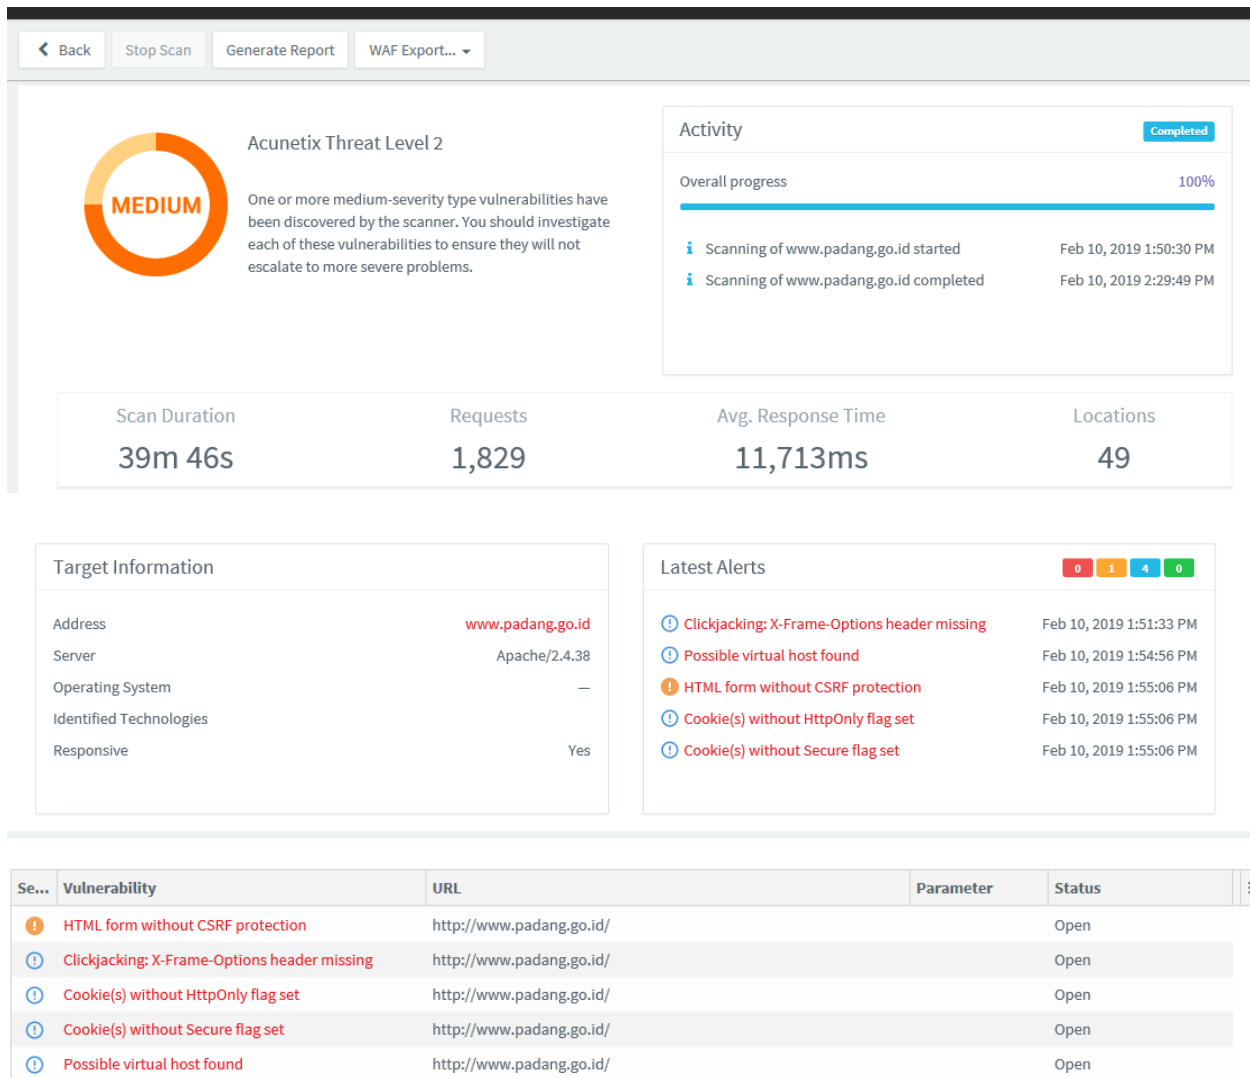 Back
Stop Scan
Generate Report
WAF Export...
MEDIUM
Acunetix Threat Level 2
One or more medium-severity type vulnerabilities have
been discovered by the scanner. You should investigate
each of these vulnerabilities to ensure they will not
escalate to more severe problems.
Activity Completed
Overall progress 100%
Scanning of www.padang.go.id started Feb 10, 2019 1:50:30 PM
Scanning of www.padang.go.id completed Feb 10, 2019 2:29:49 PM
Scan Duration Requests Avg. Response Time Locations
39m 46s 1,829 11,713ms 49
Target Information
Address www.padang.go.id
Server Apache/2.4.38
Operating System —
Identified Technologies
Responsive Yes
Latest Alerts 0 1 4 0
Clickjacking: X-Frame-Options header missing Feb 10, 2019 1:51:33 PM
Possible virtual host found Feb 10, 2019 1:54:56 PM
HTML form without CSRF protection Feb 10, 2019 1:55:06 PM
Cookie(s) without HttpOnly flag set Feb 10, 2019 1:55:06 PM
Cookie(s) without Secure flag set Feb 10, 2019 1:55:06 PM
Se... Vulnerability URL Parameter Status
HTML form without CSRF protection http://www.padang.go.id/ Open
Clickjacking: X-Frame-Options header missing http://www.padang.go.id/ Open
Cookie(s) without HttpOnly flag set http://www.padang.go.id/ Open
Cookie(s) without Secure flag set http://www.padang.go.id/ Open
Possible virtual host found http://www.padang.go.id/ Open